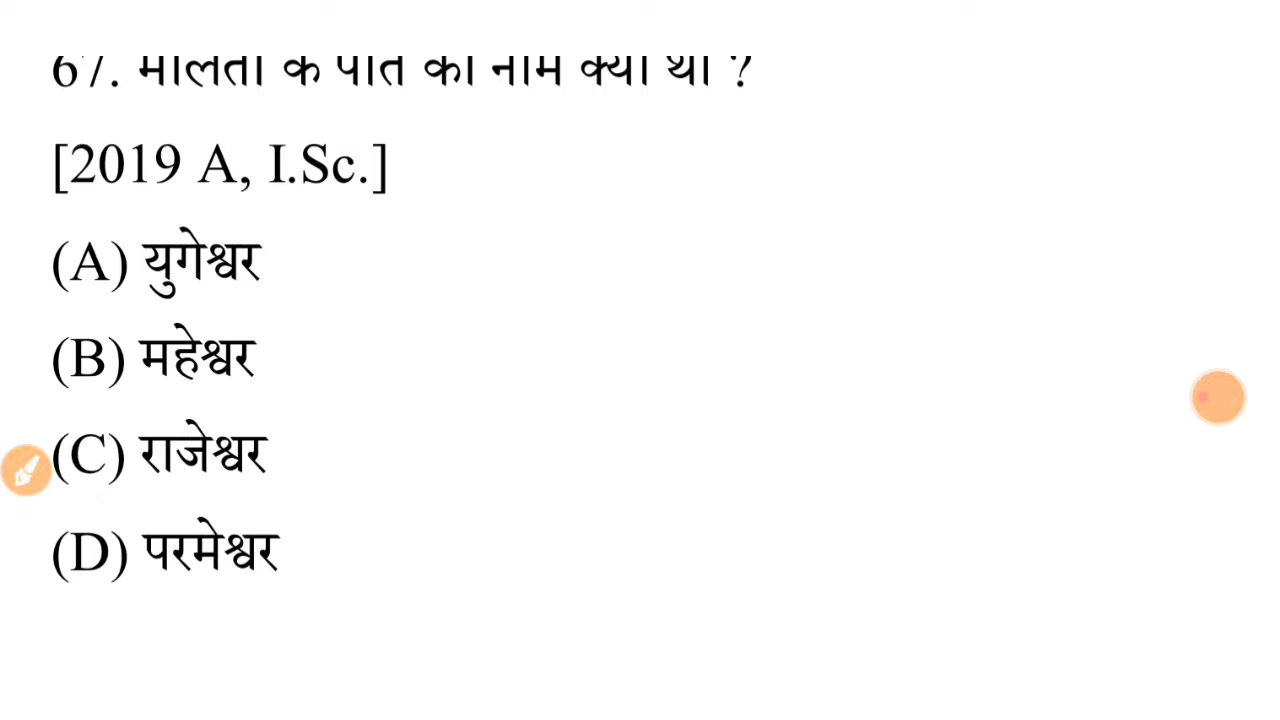 67. मालती के पति का नाम क्या था ?
[2019 A, I.Sc.]
(A) युगेश्वर
(B) महेश्वर
(C) राजेश्वर
(D) परमेश्वर